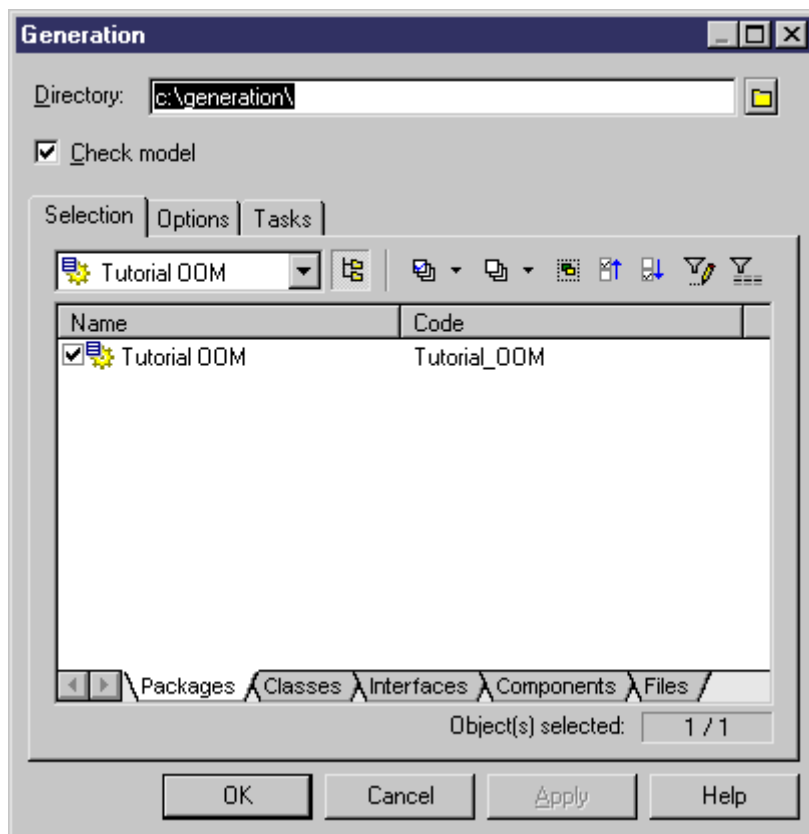 Generation
Directory: c:\generation\
Check model
Selection Options Tasks
Tutorial OOM
Name Code
Tutorial OOM Tutorial_OOM
Packages Classes Interfaces Components Files
Object(s) selected: 1 / 1
OK Cancel Apply Help